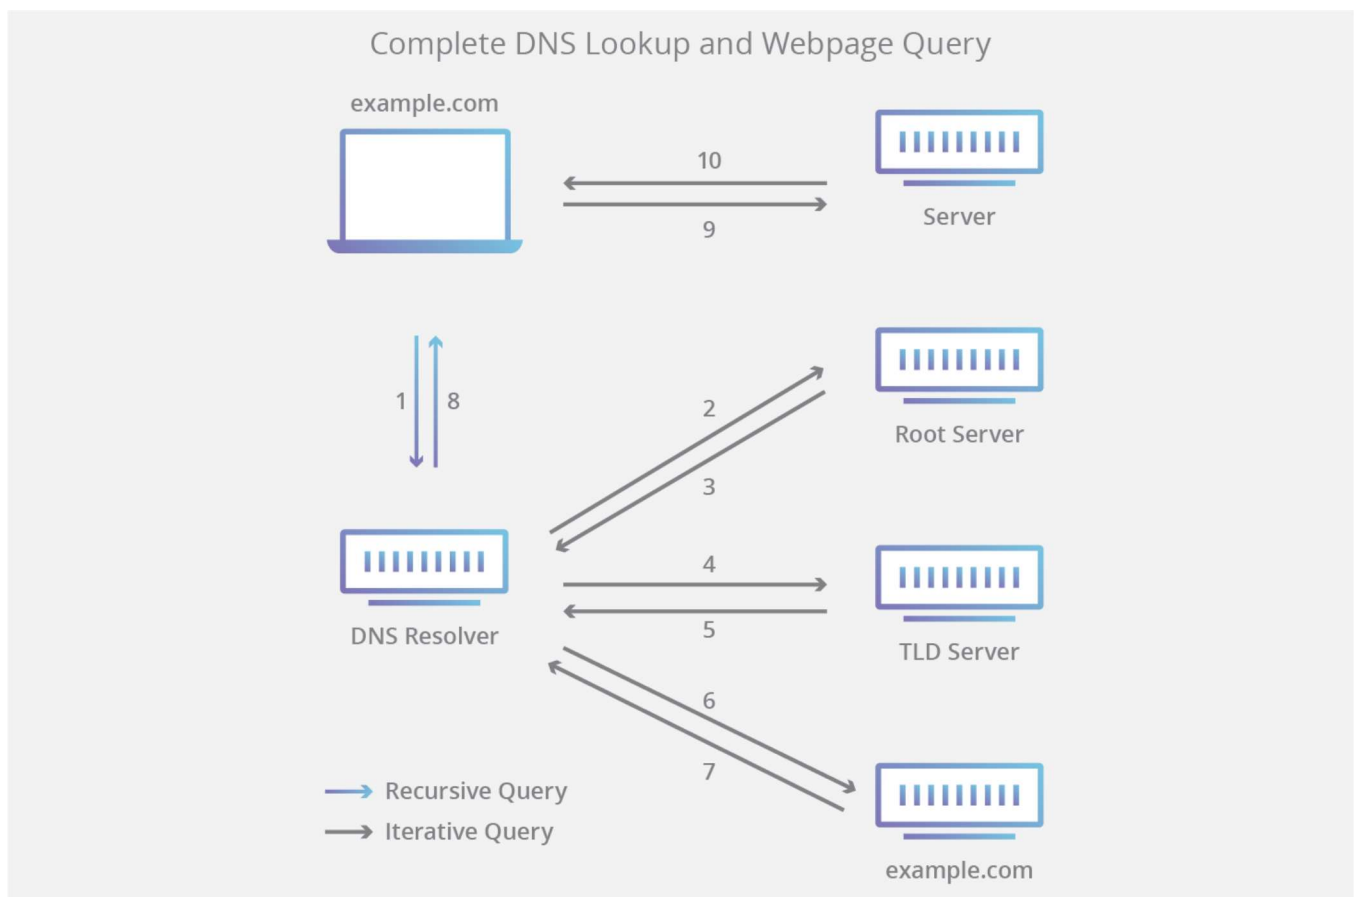 Complete DNS Lookup and Webpage Query
example.com
10
9
Server
1
8
2
3
Root Server
DNS Resolver
4
5
TLD Server
6
7
example.com
Recursive Query
Iterative Query